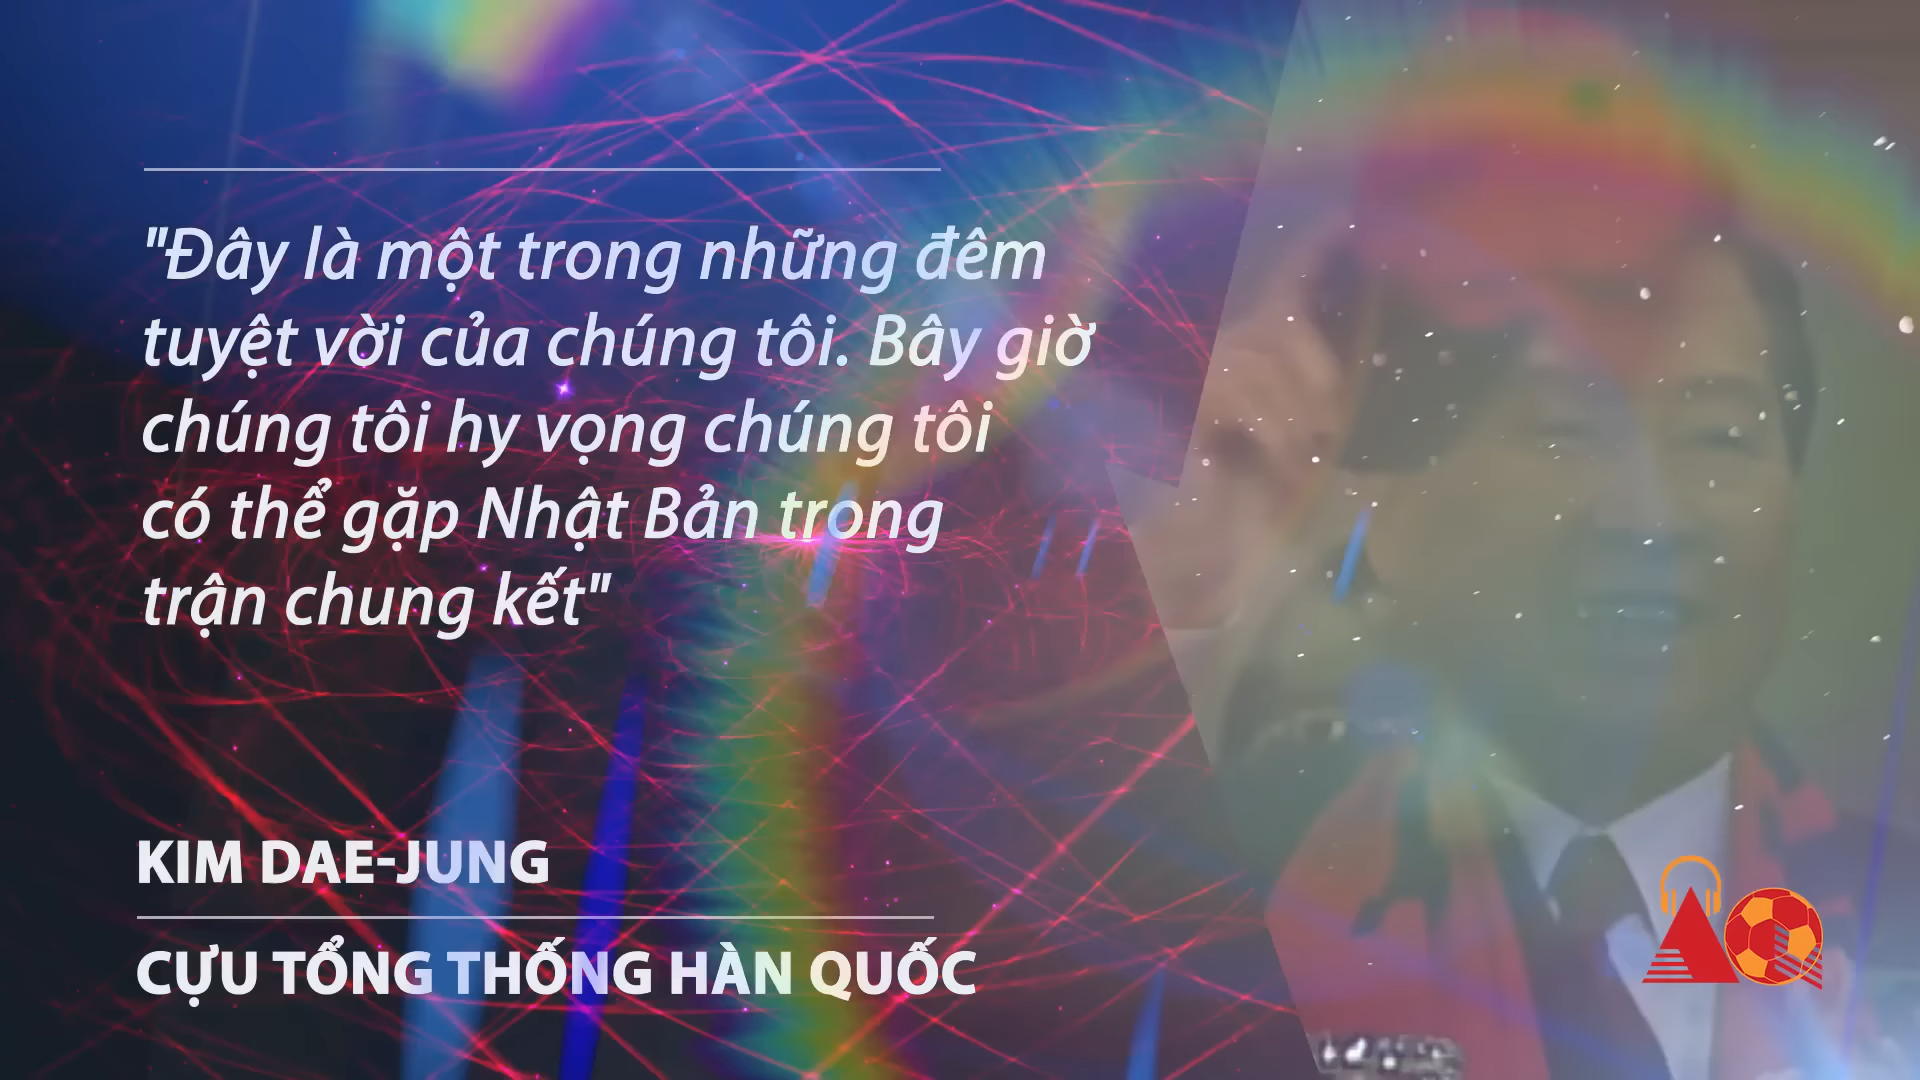 "Đây là một trong những đêm
tuyệt vời của chúng tôi. Bây giờ
chúng tôi hy vọng chúng tôi
có thể gặp Nhật Bản trong
trận chung kết"
KIM DAE-JUNG
CỰU TỔNG THỐNG HÀN QUỐC